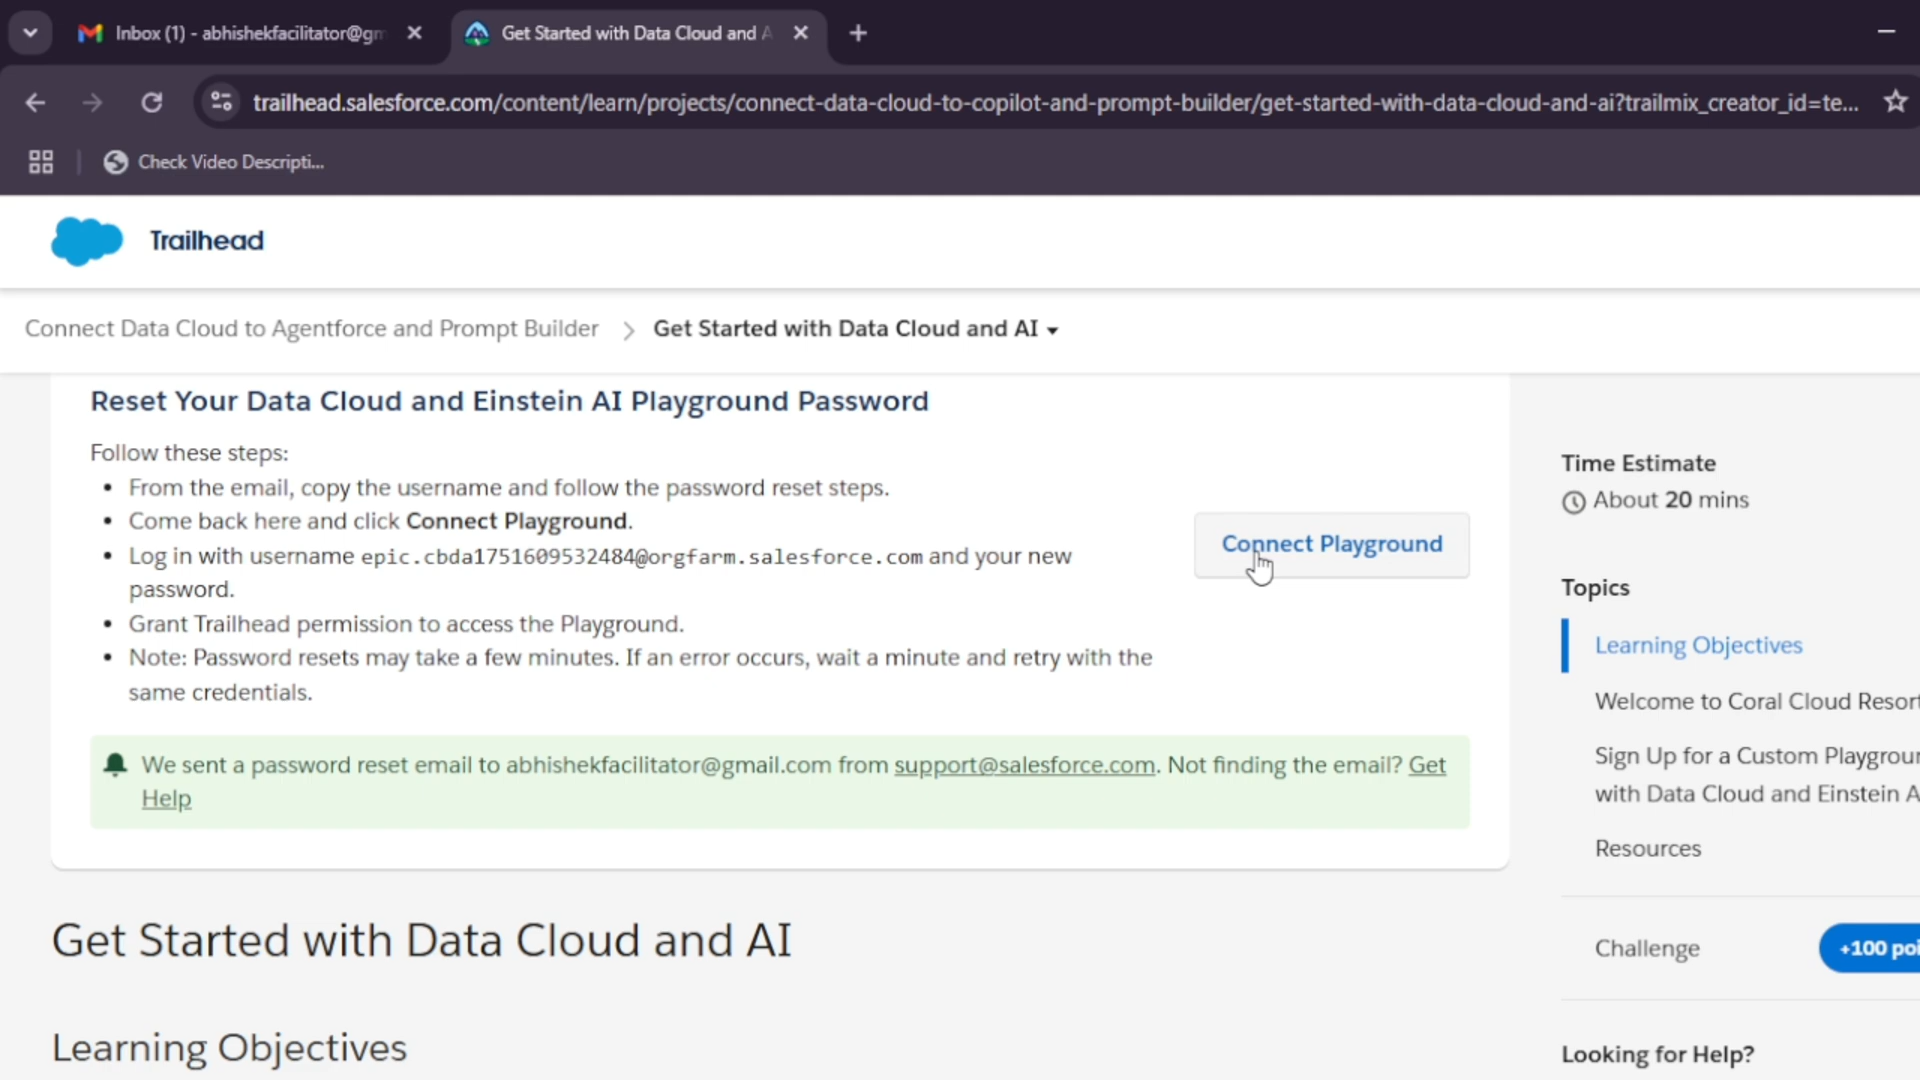 Inbox (1) - abhishekfacilitator@gm
Get Started with Data Cloud and A
trailhead.salesforce.com/content/learn/projects/connect-data-cloud-to-copilot-and-prompt-builder/get-started-with-data-cloud-and-ai?trailmix_creator_id=te...
Check Video Descripti...
Trailhead
Connect Data Cloud to Agentforce and Prompt Builder > Get Started with Data Cloud and AI
Reset Your Data Cloud and Einstein AI Playground Password
Follow these steps:
• From the email, copy the username and follow the password reset steps.
• Come back here and click Connect Playground.
• Log in with username epic.cbda1751609532484@orgfarm.salesforce.com and your new
password.
• Grant Trailhead permission to access the Playground.
• Note: Password resets may take a few minutes. If an error occurs, wait a minute and retry with the
same credentials.
Connect Playground
We sent a password reset email to abhishekfacilitator@gmail.com from support@salesforce.com. Not finding the email? Get
Help
Get Started with Data Cloud and AI
Learning Objectives
Time Estimate
About 20 mins
Topics
Learning Objectives
Welcome to Coral Cloud Resort
Sign Up for a Custom Playgroun
with Data Cloud and Einstein A
Resources
Challenge
+100 poi
Looking for Help?